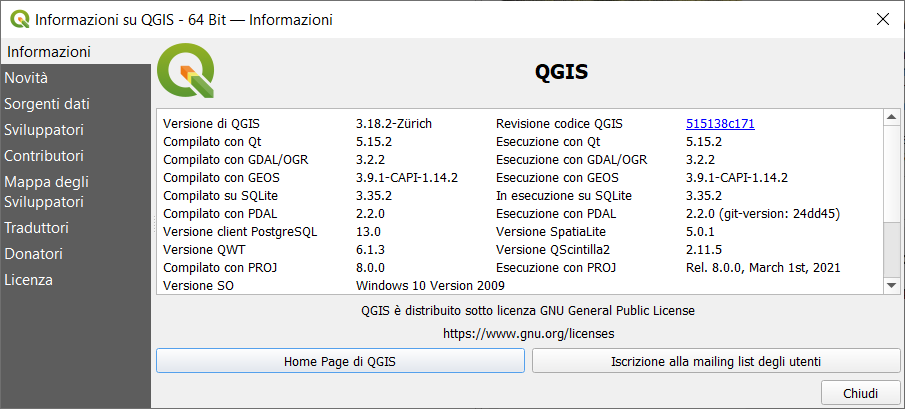 Informazioni su QGIS - 64 Bit — Informazioni
Informazioni
Novità
Sorgenti dati
Sviluppatori
Contributori
Mappa degli
Sviluppatori
Traduttori
Donatori
Licenza
QGIS
Versione di QGIS 3.18.2-Zürich Revisione codice QGIS 515138c171
Compilato con Qt 5.15.2 Esecuzione con Qt 5.15.2
Compilato con GDAL/OGR 3.2.2 Esecuzione con GDAL/OGR 3.2.2
Compilato con GEOS 3.9.1-CAPI-1.14.2 Esecuzione con GEOS 3.9.1-CAPI-1.14.2
Compilato su SQLite 3.35.2 In esecuzione su SQLite 3.35.2
Compilato con PDAL 2.2.0 Esecuzione con PDAL 2.2.0 (git-version: 24dd45)
Versione client PostgreSQL 13.0 Versione SpatiaLite 5.0.1
Versione QWT 6.1.3 Versione QScintilla2 2.11.5
Compilato con PROJ 8.0.0 Esecuzione con PROJ Rel. 8.0.0, March 1st, 2021
Versione SO Windows 10 Version 2009
QGIS è distribuito sotto licenza GNU General Public License
https://www.gnu.org/licenses
Home Page di QGIS Iscrizione alla mailing list degli utenti
Chiudi